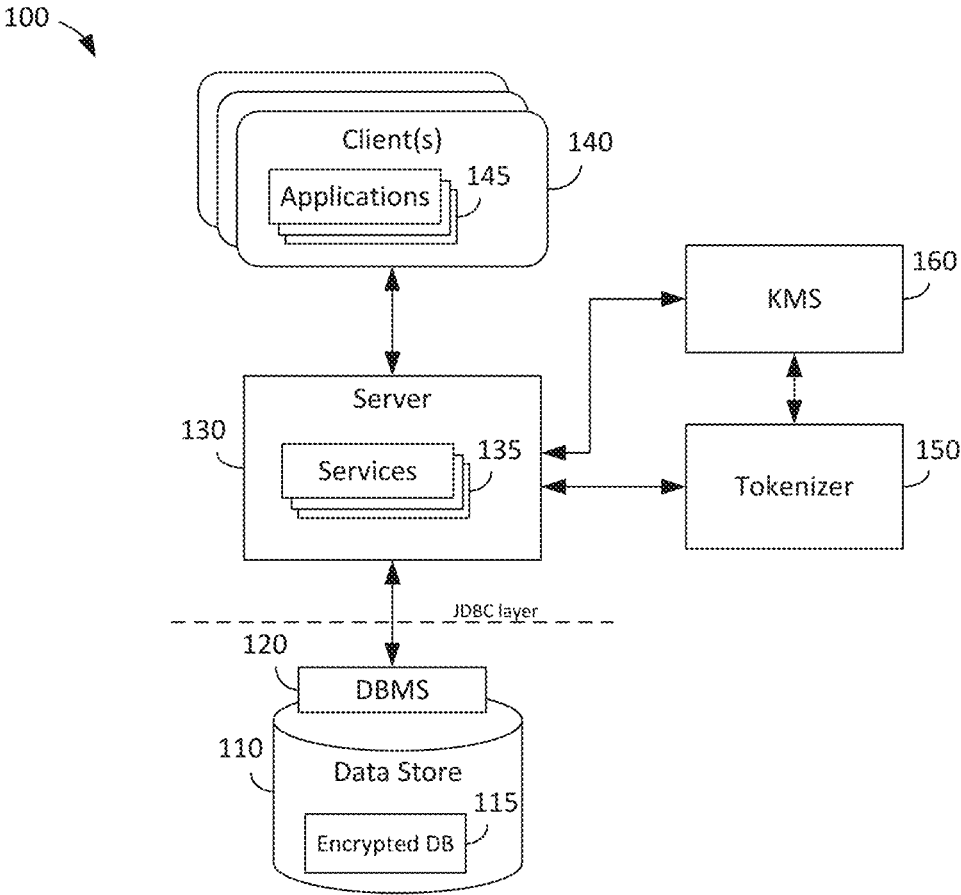 100
Client(s)
140
Applications
145
160
KMS
Server
130
135
Services
150
Tokenizer
JDBC layer
120
DBMS
110
Data Store
115
Encrypted DB